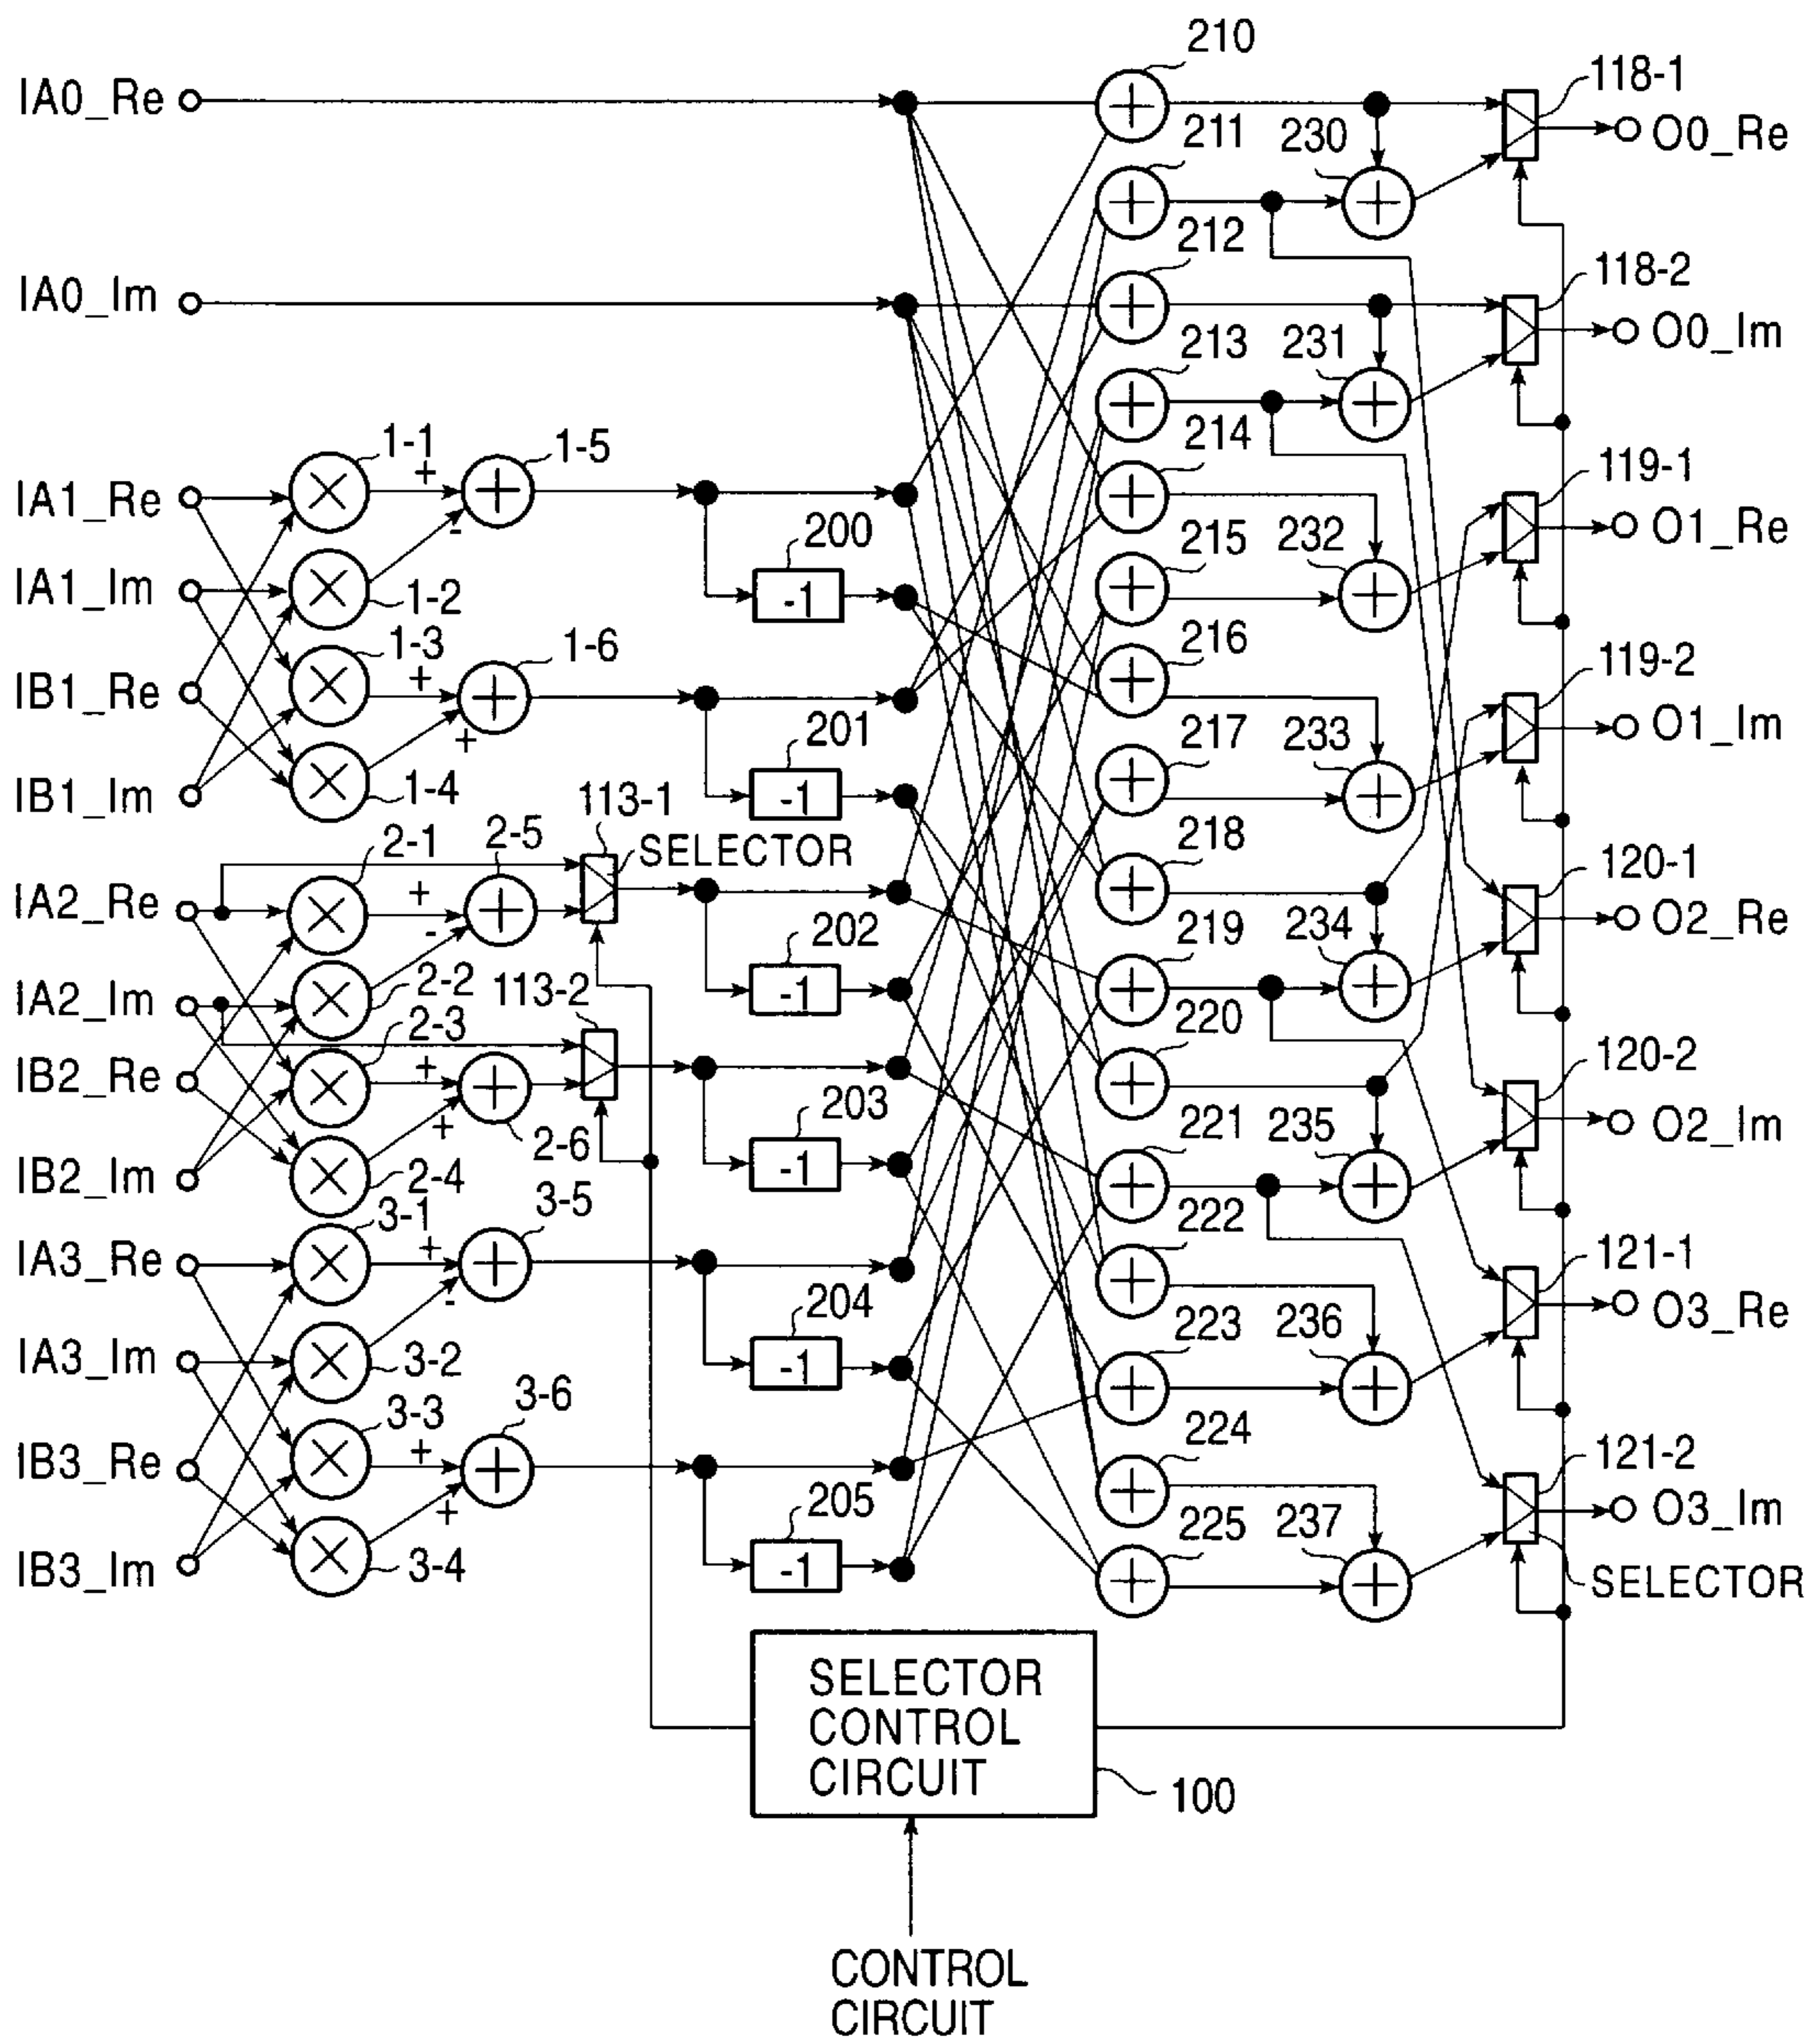 210
IA0_Re
118-1
211
230
O0_Re
212
118-2
IA0_Im
213
231
O0_Im
214
119-1
1-1
+
1-5
IA1_Re
-
200
215
232
O1_Re
IA1_Im
1-2
-1
1-3
1-6
216
119-2
IB1_Re
+
201
217
233
O1_Im
+
IB1_Im
1-4
113-1
-1
2-1
2-5
SELECTOR
218
120-1
IA2_Re
+
-
202
219
234
O2_Re
IA2_Im
2-2
113-2
-1
2-3
220
120-2
IB2_Re
+
203
221
235
O2_Im
+
2-6
IB2_Im
2-4
-1
3-1
3-5
222
121-1
IA3_Re
+
-
204
223
236
O3_Re
IA3_Im
3-2
-1
3-3
3-6
224
121-2
IB3_Re
+
+
205
225
237
O3_Im
IB3_Im
3-4
-1
SELECTOR
SELECTOR
CONTROL
CIRCUIT
100
CONTROL
CIRCUIT